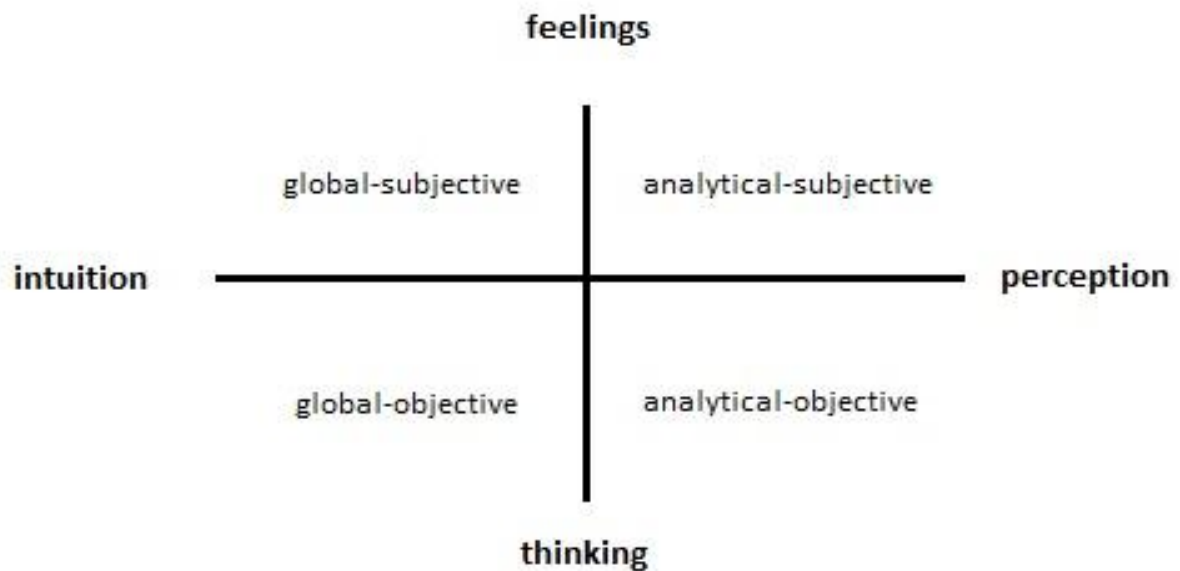 feelings
global-subjective analytical-subjective
intuition perception
global-objective analytical-objective
thinking